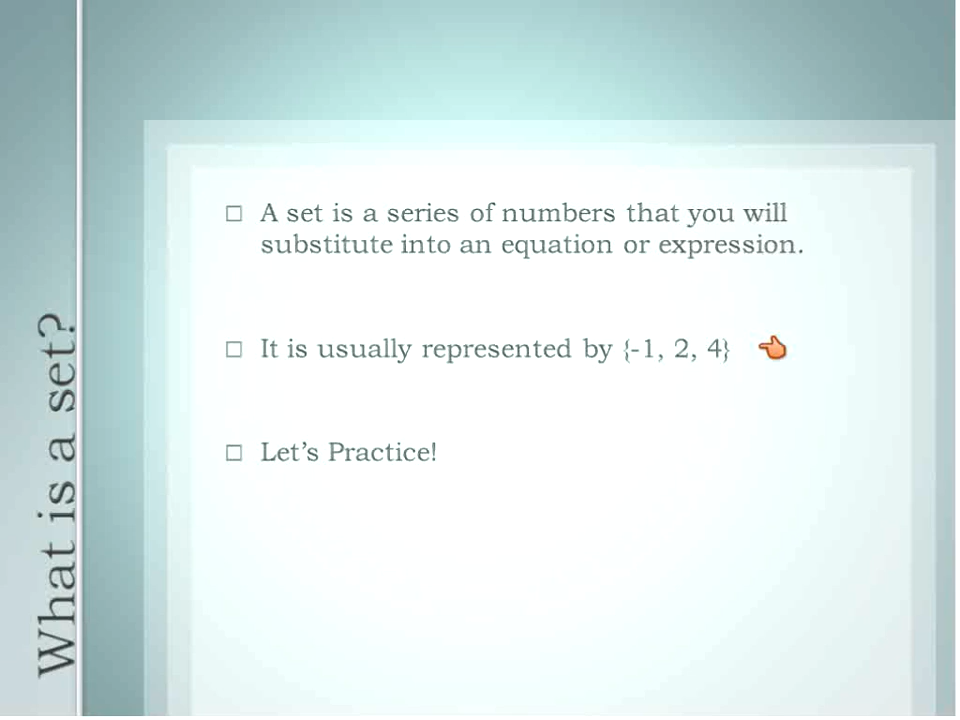 What is a set?
A set is a series of numbers that you will
substitute into an equation or expression.
It is usually represented by {-1, 2, 4}
Let's Practice!